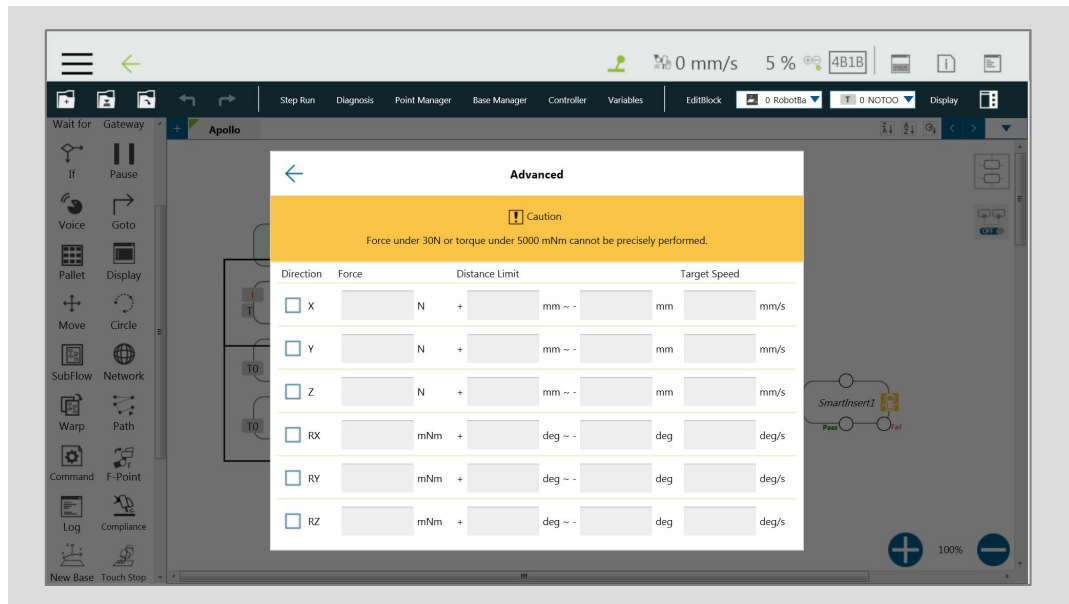 0 mm/s 5 % 4B1B
Step Run Diagnosis Point Manager Base Manager Controller Variables EditBlock 0 RobotBa T 0 NOTOO Display
Wait for Gateway
+ Apollo
If Pause
Voice Goto
Pallet Display
Move Circle
SubFlow Network
Warp Path
Command F-Point
Log Compliance
New Base Touch Stop
OFF
T
T0
T0
Advanced
! Caution
Force under 30N or torque under 5000 mNm cannot be precisely performed.
Direction Force Distance Limit Target Speed
X N + mm ~ - mm mm/s
Y N + mm ~ - mm mm/s
Z N + mm ~ - mm mm/s
RX mNm + deg ~ - deg deg/s
RY mNm + deg ~ - deg deg/s
RZ mNm + deg ~ - deg deg/s
SmartInsert1
Pass Fail
100%